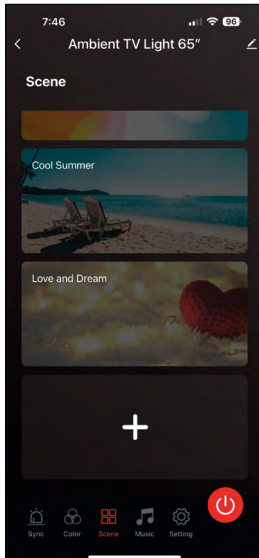 7:46
96
Ambient TV Light 65"
Scene
Cool Summer
Love and Dream
Sync Color Scene Music Setting